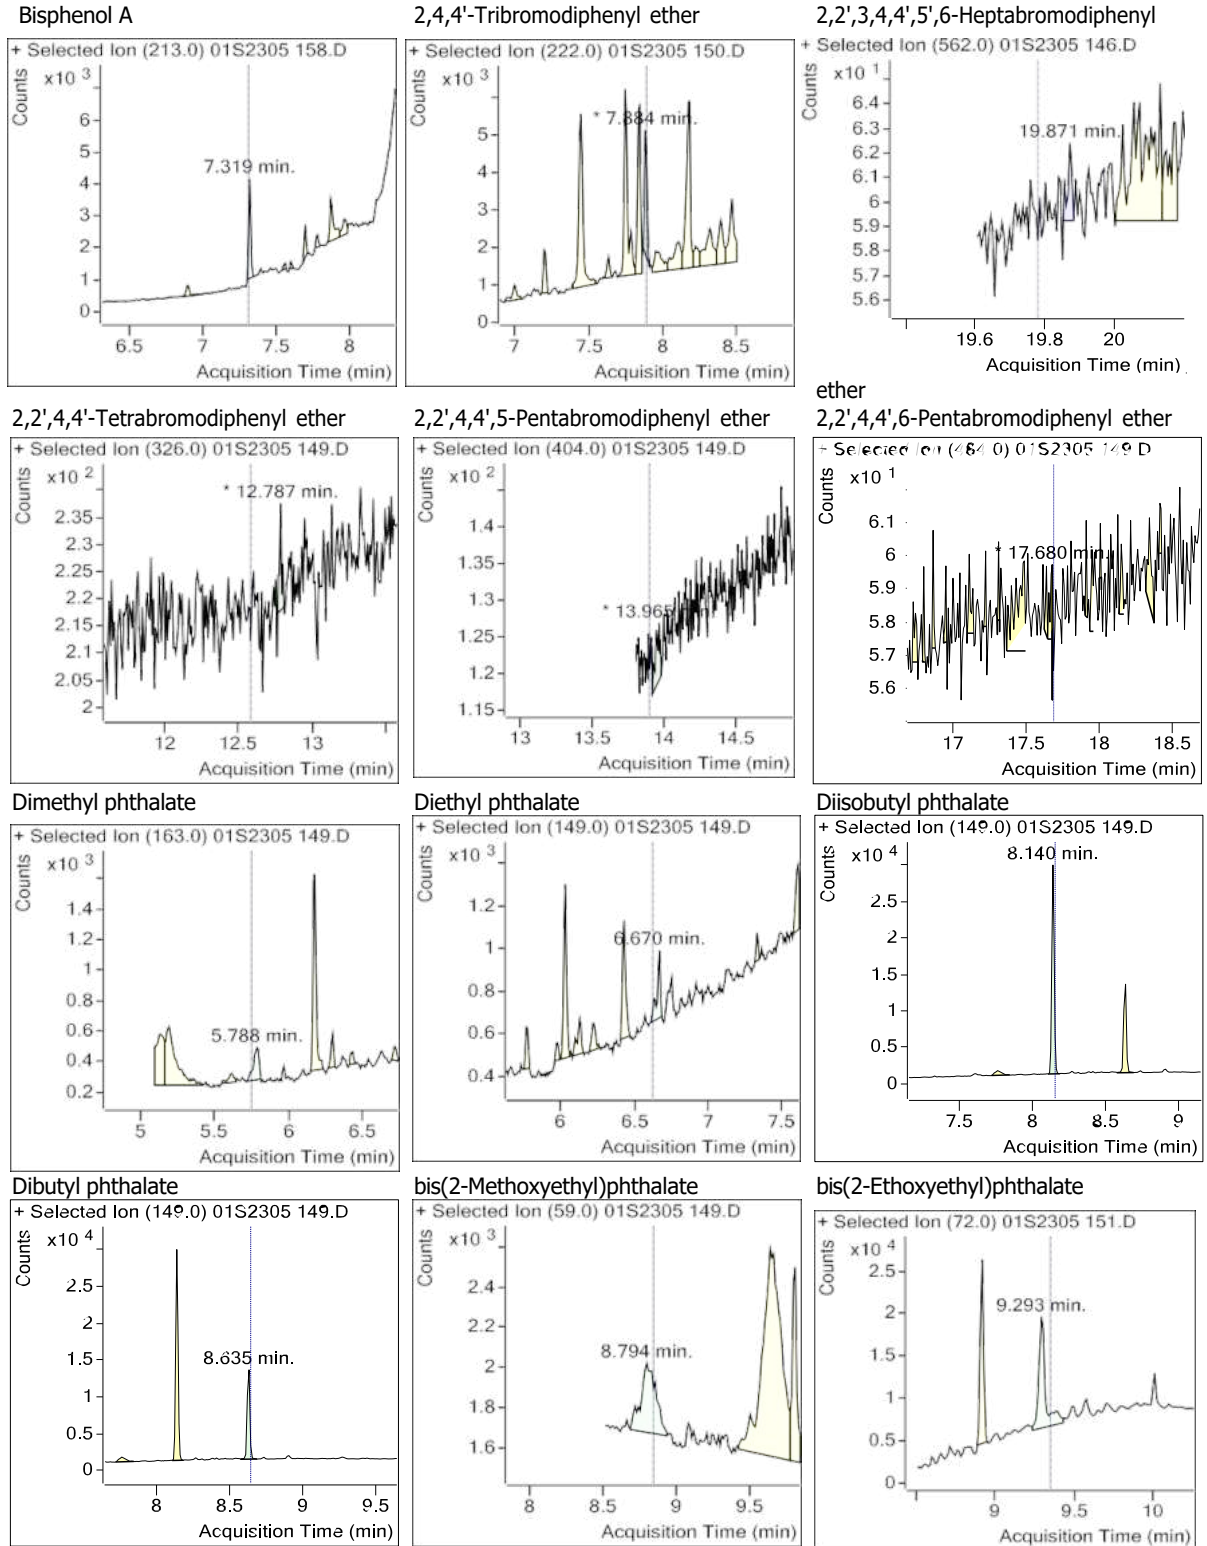 Bisphenol A
+ Selected Ion (213.0) 01S2305 158.D
Counts
x10 3
7.319 min.
6
5
4
3
2
1
0
6.5 7 7.5 8
Acquisition Time (min)
2,4,4'-Tribromodiphenyl ether
+ Selected Ion (222.0) 01S2305 150.D
Counts
x10 3
* 7.884 min.
5
4
3
2
1
0
7 7.5 8 8.5
Acquisition Time (min)
2,2',3,4,4',5',6-Heptabromodiphenyl
+ Selected Ion (562.0) 01S2305 146.D
Counts
x10 1
19.871 min.
6.4
6.3
6.2
6.1
6
5.9
5.8
5.7
5.6
19.6 19.8 20
Acquisition Time (min)
ether
2,2',4,4'-Tetrabromodiphenyl ether
+ Selected Ion (326.0) 01S2305 149.D
Counts
x10 2
* 12.787 min.
2.35
2.3
2.25
2.2
2.15
2.1
2.05
2
12 12.5 13
Acquisition Time (min)
2,2',4,4',5-Pentabromodiphenyl ether
+ Selected Ion (404.0) 01S2305 149.D
Counts
x10 2
* 13.965 min.
1.4
1.35
1.3
1.25
1.2
1.15
13 13.5 14 14.5
Acquisition Time (min)
2,2',4,4',6-Pentabromodiphenyl ether
+ Selected Ion (484.0) 01S2305 149.D
Counts
x10 1
* 17.680 min.
6.1
6
5.9
5.8
5.7
5.6
17 17.5 18 18.5
Acquisition Time (min)
Dimethyl phthalate
+ Selected Ion (163.0) 01S2305 149.D
Counts
x10 3
5.788 min.
1.4
1.2
1
0.8
0.6
0.4
0.2
5 5.5 6 6.5
Acquisition Time (min)
Diethyl phthalate
+ Selected Ion (149.0) 01S2305 149.D
Counts
x10 3
6.670 min.
1.2
1
0.8
0.6
0.4
6 6.5 7 7.5
Acquisition Time (min)
Diisobutyl phthalate
+ Selected Ion (149.0) 01S2305 149.D
Counts
x10 4
8.140 min.
2.5
2
1.5
1
0.5
0
7.5 8 8.5 9
Acquisition Time (min)
Dibutyl phthalate
+ Selected Ion (149.0) 01S2305 149.D
Counts
x10 4
8.635 min.
2.5
2
1.5
1
0.5
0
8 8.5 9 9.5
Acquisition Time (min)
bis(2-Methoxyethyl)phthalate
+ Selected Ion (59.0) 01S2305 149.D
Counts
x10 3
8.794 min.
2.4
2.2
2
1.8
1.6
8 8.5 9 9.5
Acquisition Time (min)
bis(2-Ethoxyethyl)phthalate
+ Selected Ion (72.0) 01S2305 151.D
Counts
x10 4
9.293 min.
2.5
2
1.5
1
0.5
0
9 9.5 10
Acquisition Time (min)